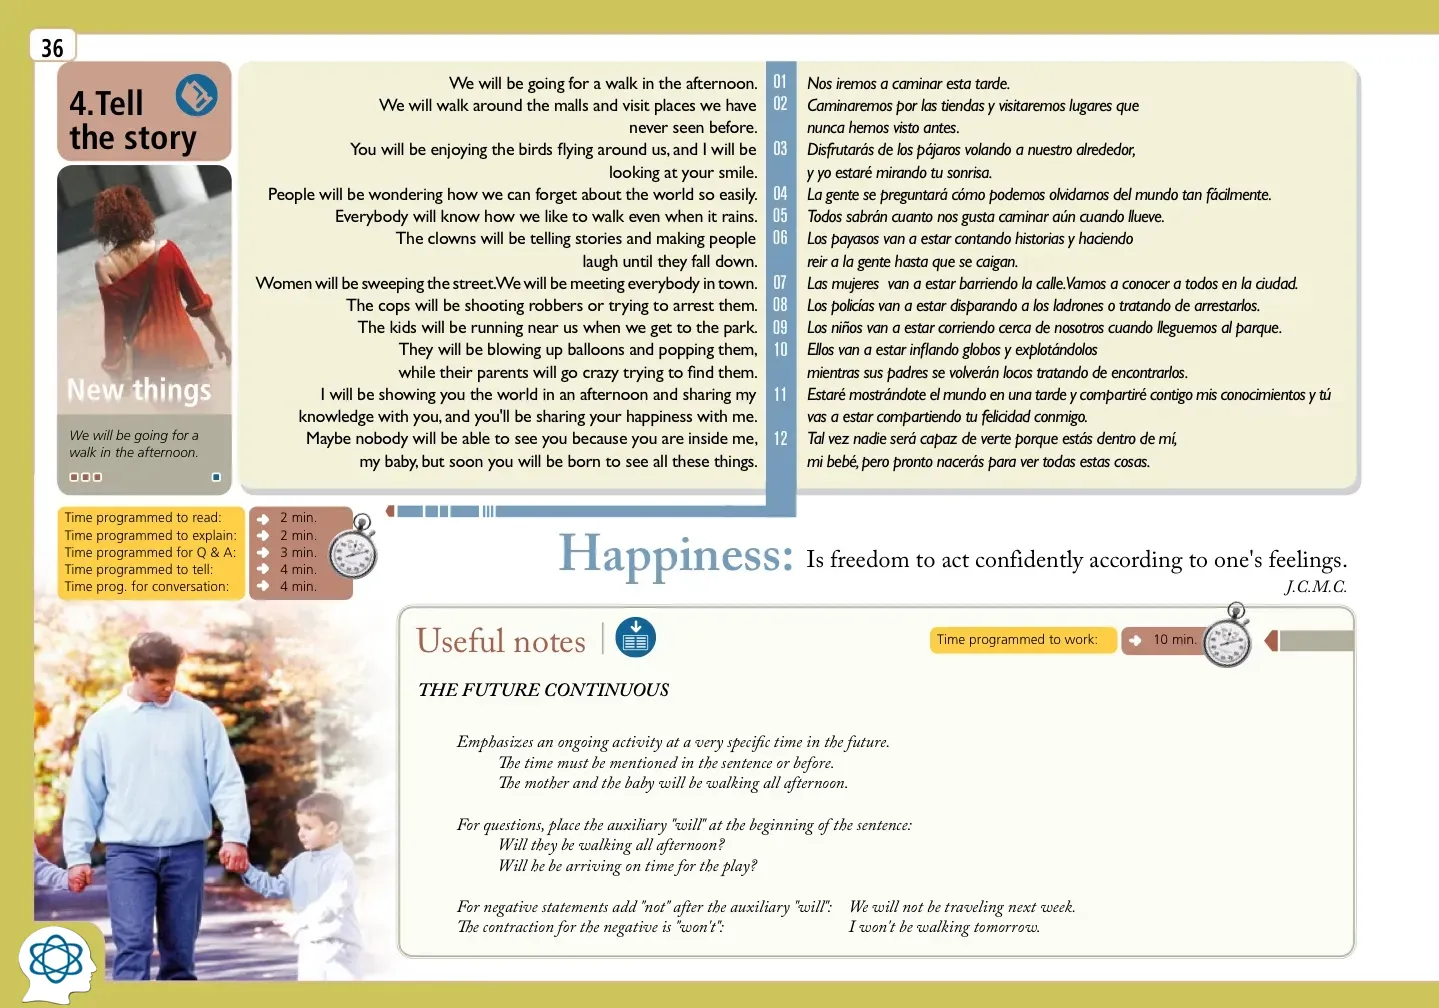 36
4.Tell
the story
New things
We will be going for a
walk in the afternoon.
We will be going for a walk in the afternoon.
We will walk around the malls and visit places we have
never seen before.
You will be enjoying the birds flying around us, and I will be
looking at your smile.
People will be wondering how we can forget about the world so easily.
Everybody will know how we like to walk even when it rains.
The clowns will be telling stories and making people
laugh until they fall down.
Women will be sweeping the street.We will be meeting everybody in town.
The cops will be shooting robbers or trying to arrest them.
The kids will be running near us when we get to the park.
They will be blowing up balloons and popping them,
while their parents will go crazy trying to find them.
I will be showing you the world in an afternoon and sharing my
knowledge with you, and you'll be sharing your happiness with me.
Maybe nobody will be able to see you because you are inside me,
my baby, but soon you will be born to see all these things.
01
02
03
04
05
06
07
08
09
10
11
12
Nos iremos a caminar esta tarde.
Caminaremos por las tiendas y visitaremos lugares que
nunca hemos visto antes.
Disfrutarás de los pájaros volando a nuestro alrededor,
y yo estaré mirando tu sonrisa.
La gente se preguntará cómo podemos olvidarnos del mundo tan fácilmente.
Todos sabrán cuanto nos gusta caminar aún cuando llueve.
Los payasos van a estar contando historias y haciendo
reir a la gente hasta que se caigan.
Las mujeres van a estar barriendo la calle.Vamos a conocer a todos en la ciudad.
Los policías van a estar disparando a los ladrones o tratando de arrestarlos.
Los niños van a estar corriendo cerca de nosotros cuando lleguemos al parque.
Ellos van a estar inflando globos y explotándolos
mientras sus padres se volverán locos tratando de encontrarlos.
Estaré mostrándote el mundo en una tarde y compartiré contigo mis conocimientos y tú
vas a estar compartiendo tu felicidad conmigo.
Tal vez nadie será capaz de verte porque estás dentro de mí,
mi bebé, pero pronto nacerás para ver todas estas cosas.
Time programmed to read: 2 min.
Time programmed to explain: 2 min.
Time programmed for Q & A: 3 min.
Time programmed to tell: 4 min.
Time prog. for conversation: 4 min.
Happiness: Is freedom to act confidently according to one's feelings.
J.C.M.C.
Useful notes
Time programmed to work: 10 min.
THE FUTURE CONTINUOUS
Emphasizes an ongoing activity at a very specific time in the future.
The time must be mentioned in the sentence or before.
The mother and the baby will be walking all afternoon.
For questions, place the auxiliary "will" at the beginning of the sentence:
Will they be walking all afternoon?
Will he be arriving on time for the play?
For negative statements add "not" after the auxiliary "will": We will not be traveling next week.
The contraction for the negative is "won't": I won't be walking tomorrow.